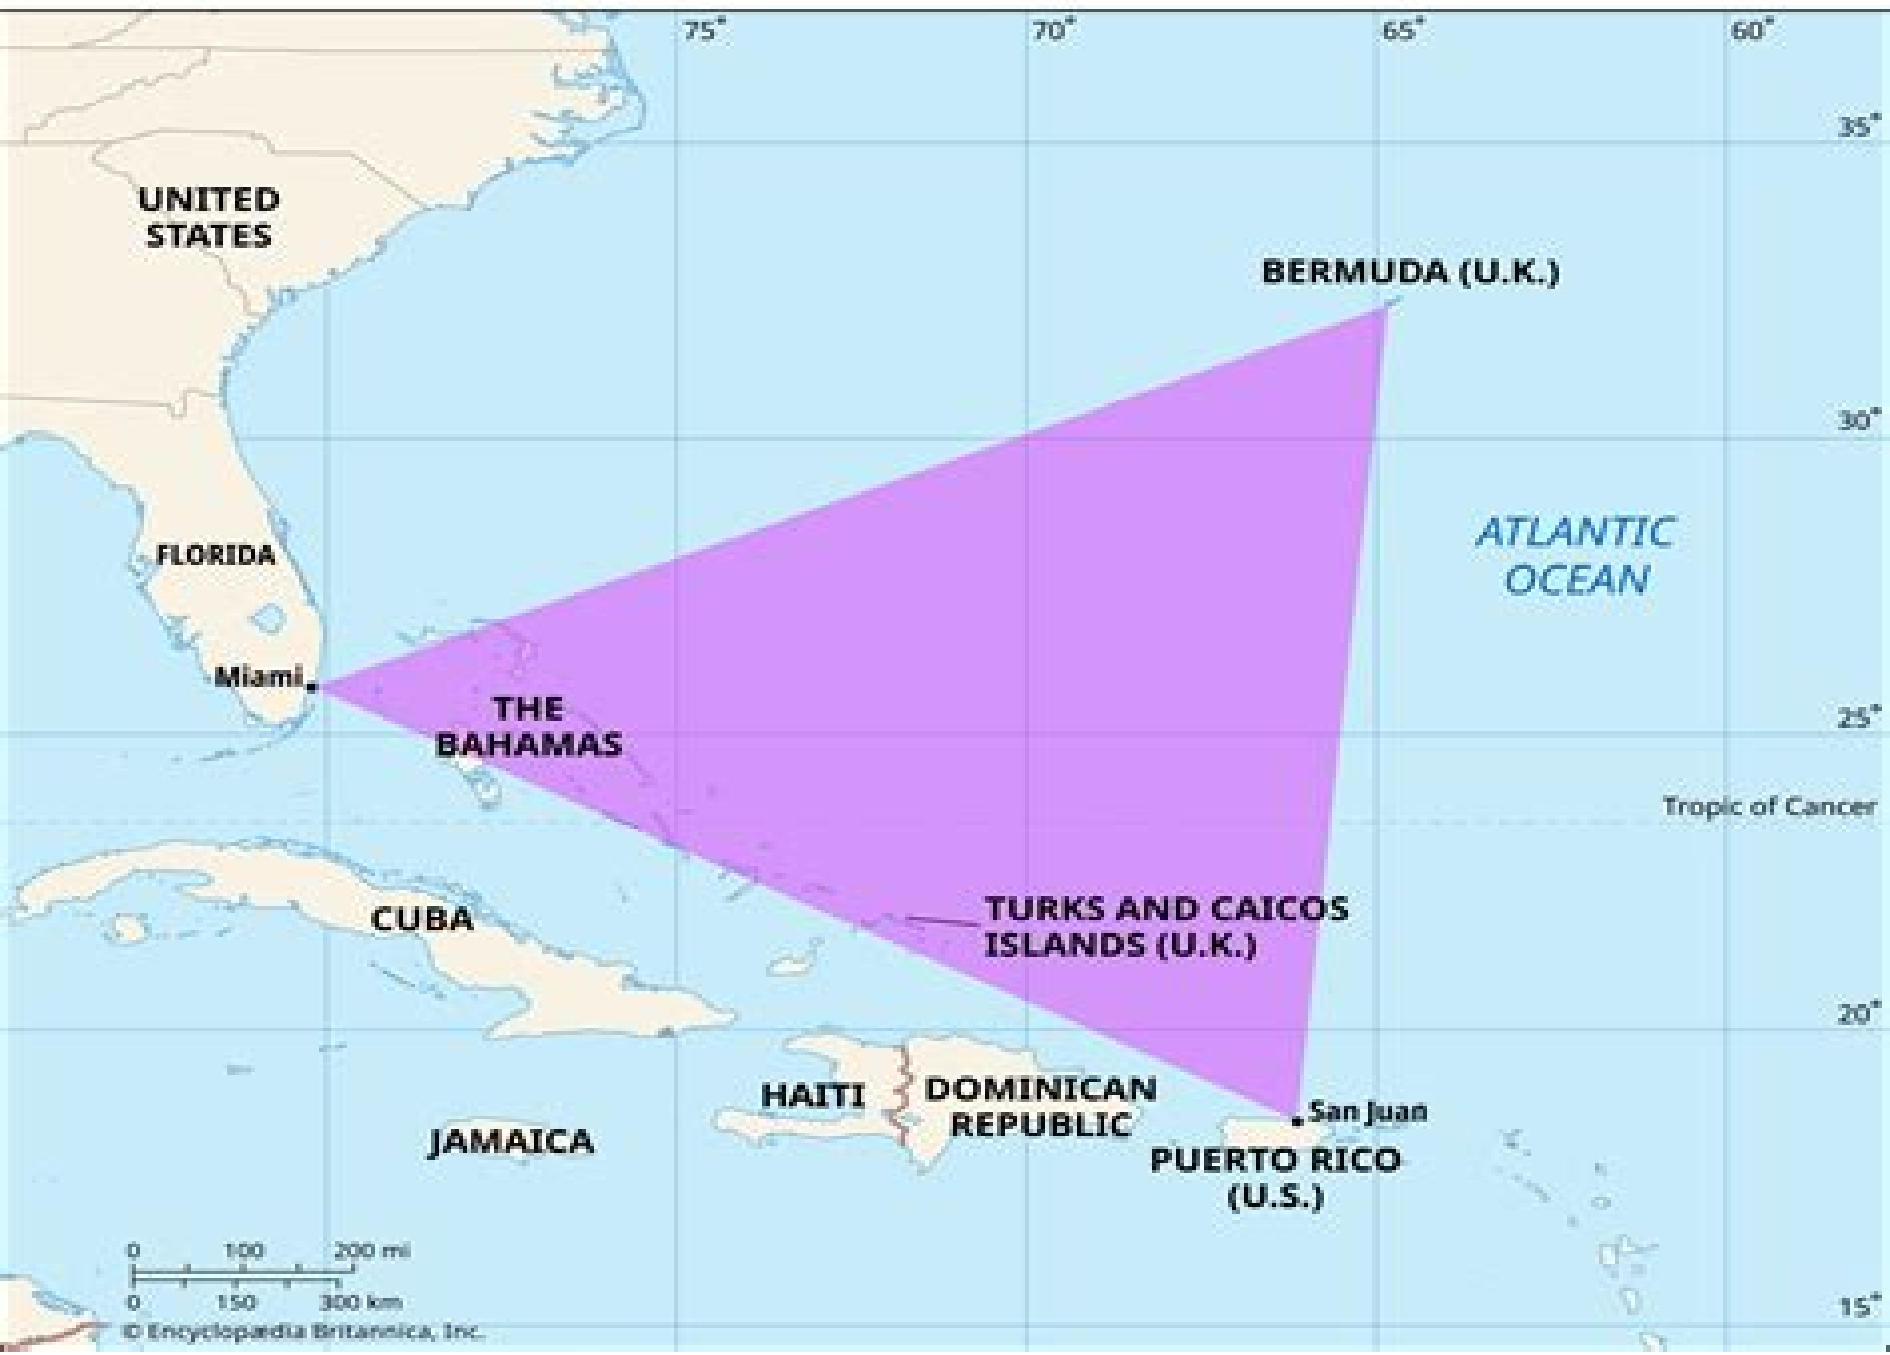 75°
70°
65°
60°
35°
UNITED
STATES
BERMUDA (U.K.)
30°
ATLANTIC
OCEAN
FLORIDA
Miami
THE
BAHAMAS
25°
Tropic of Cancer
CUBA
TURKS AND CAICOS
ISLANDS (U.K.)
20°
HAITI
DOMINICAN
REPUBLIC
San Juan
JAMAICA
PUERTO RICO
(U.S.)
0 100 200 mi
0 150 300 km
15°
© Encyclopædia Britannica, Inc.